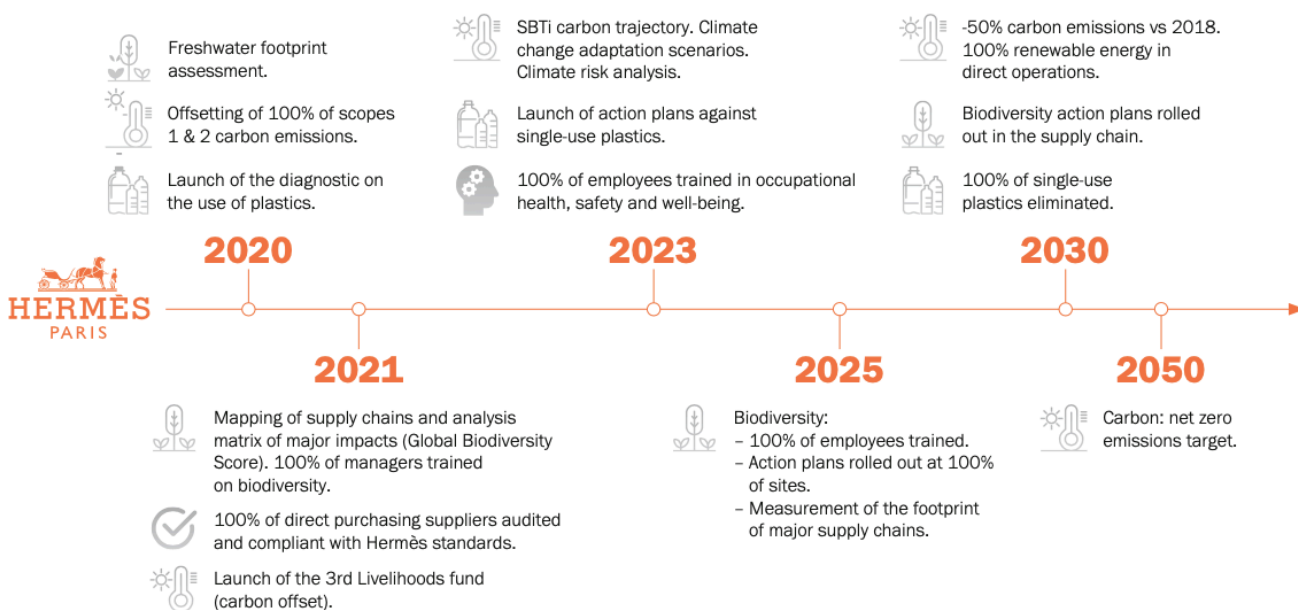 Freshwater footprint
assessment.
Offsetting of 100% of scopes
1 & 2 carbon emissions.
Launch of the diagnostic on
the use of plastics.
2020
SBTi carbon trajectory. Climate
change adaptation scenarios.
Climate risk analysis.
Launch of action plans against
single-use plastics.
100% of employees trained in occupational
health, safety and well-being.
2023
-50% carbon emissions vs 2018.
100% renewable energy in
direct operations.
Biodiversity action plans rolled
out in the supply chain.
100% of single-use
plastics eliminated.
2030
HERMÈS
PARIS
2021
Mapping of supply chains and analysis
matrix of major impacts (Global Biodiversity
Score). 100% of managers trained
on biodiversity.
100% of direct purchasing suppliers audited
and compliant with Hermès standards.
Launch of the 3rd Livelihoods fund
(carbon offset).
2025
Biodiversity:
– 100% of employees trained.
– Action plans rolled out at 100%
of sites.
– Measurement of the footprint
of major supply chains.
2050
Carbon: net zero
emissions target.